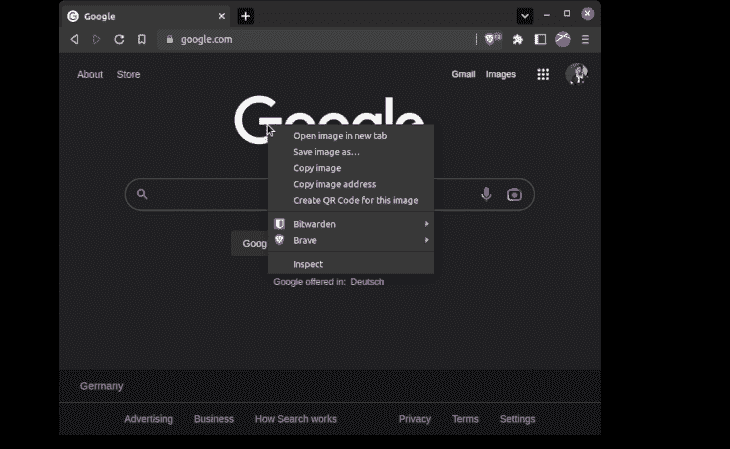 Google
google.com
About Store
Gmail Images
Google
Open image in new tab
Save image as...
Copy image
Copy image address
Create QR Code for this image
Bitwarden
Brave
Inspect
Goog
Google offered in: Deutsch
Germany
Advertising Business How Search works Privacy Terms Settings